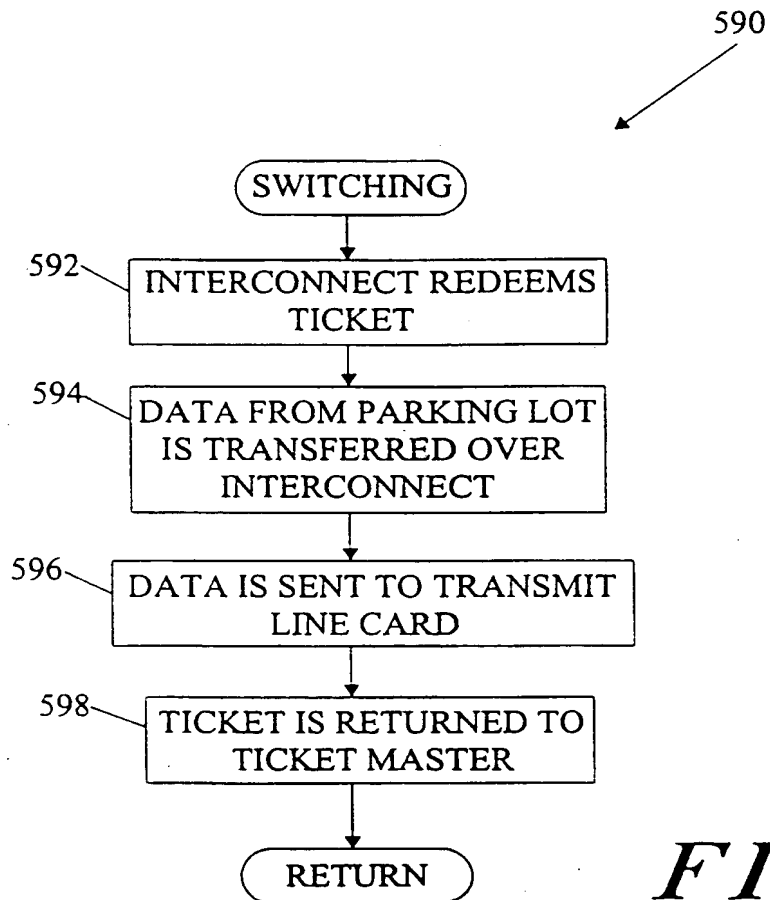 590
SWITCHING
592
INTERCONNECT REDEEMS
TICKET
594
DATA FROM PARKING LOT
IS TRANSFERRED OVER
INTERCONNECT
596
DATA IS SENT TO TRANSMIT
LINE CARD
598
TICKET IS RETURNED TO
TICKET MASTER
RETURN
FI